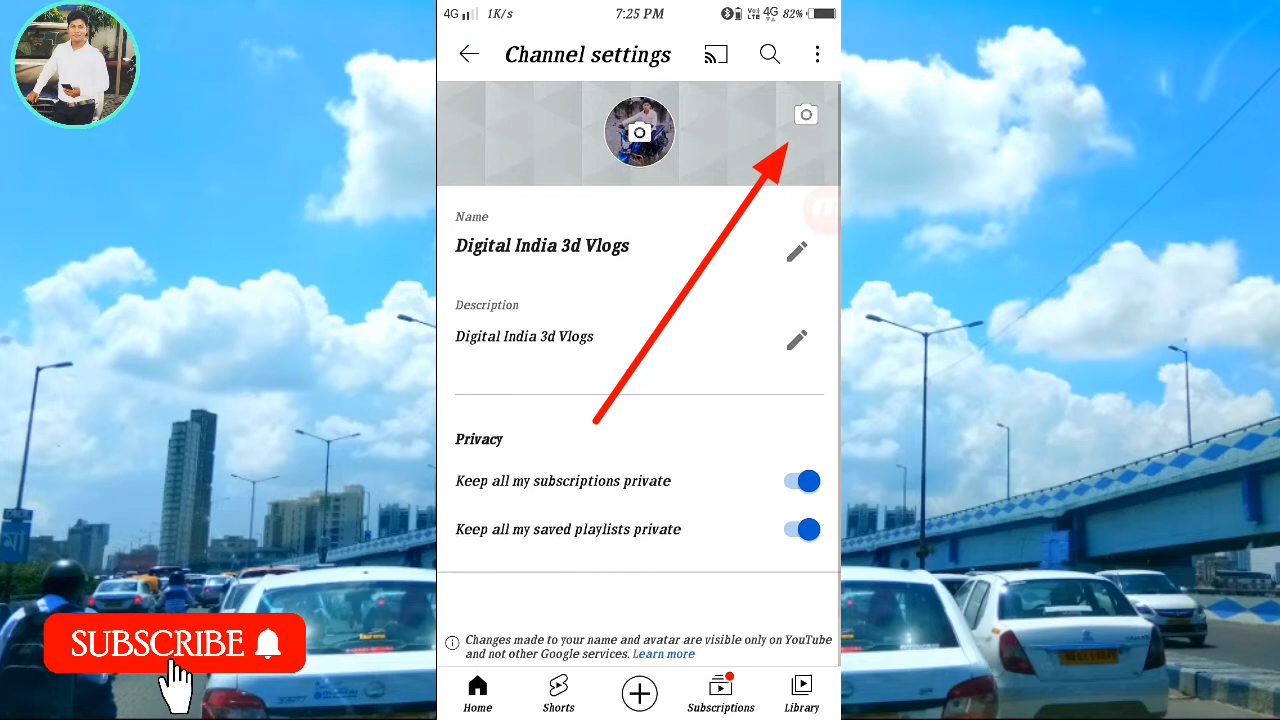 4G 1K/s 7:25 PM VoLTE 4G 82%
Channel settings
Name
Digital India 3d Vlogs
Description
Digital India 3d Vlogs
Privacy
Keep all my subscriptions private
Keep all my saved playlists private
Changes made to your name and avatar are visible only on YouTube
and not other Google services. Learn more
Home Shorts Subscriptions Library
SUBSCRIBE